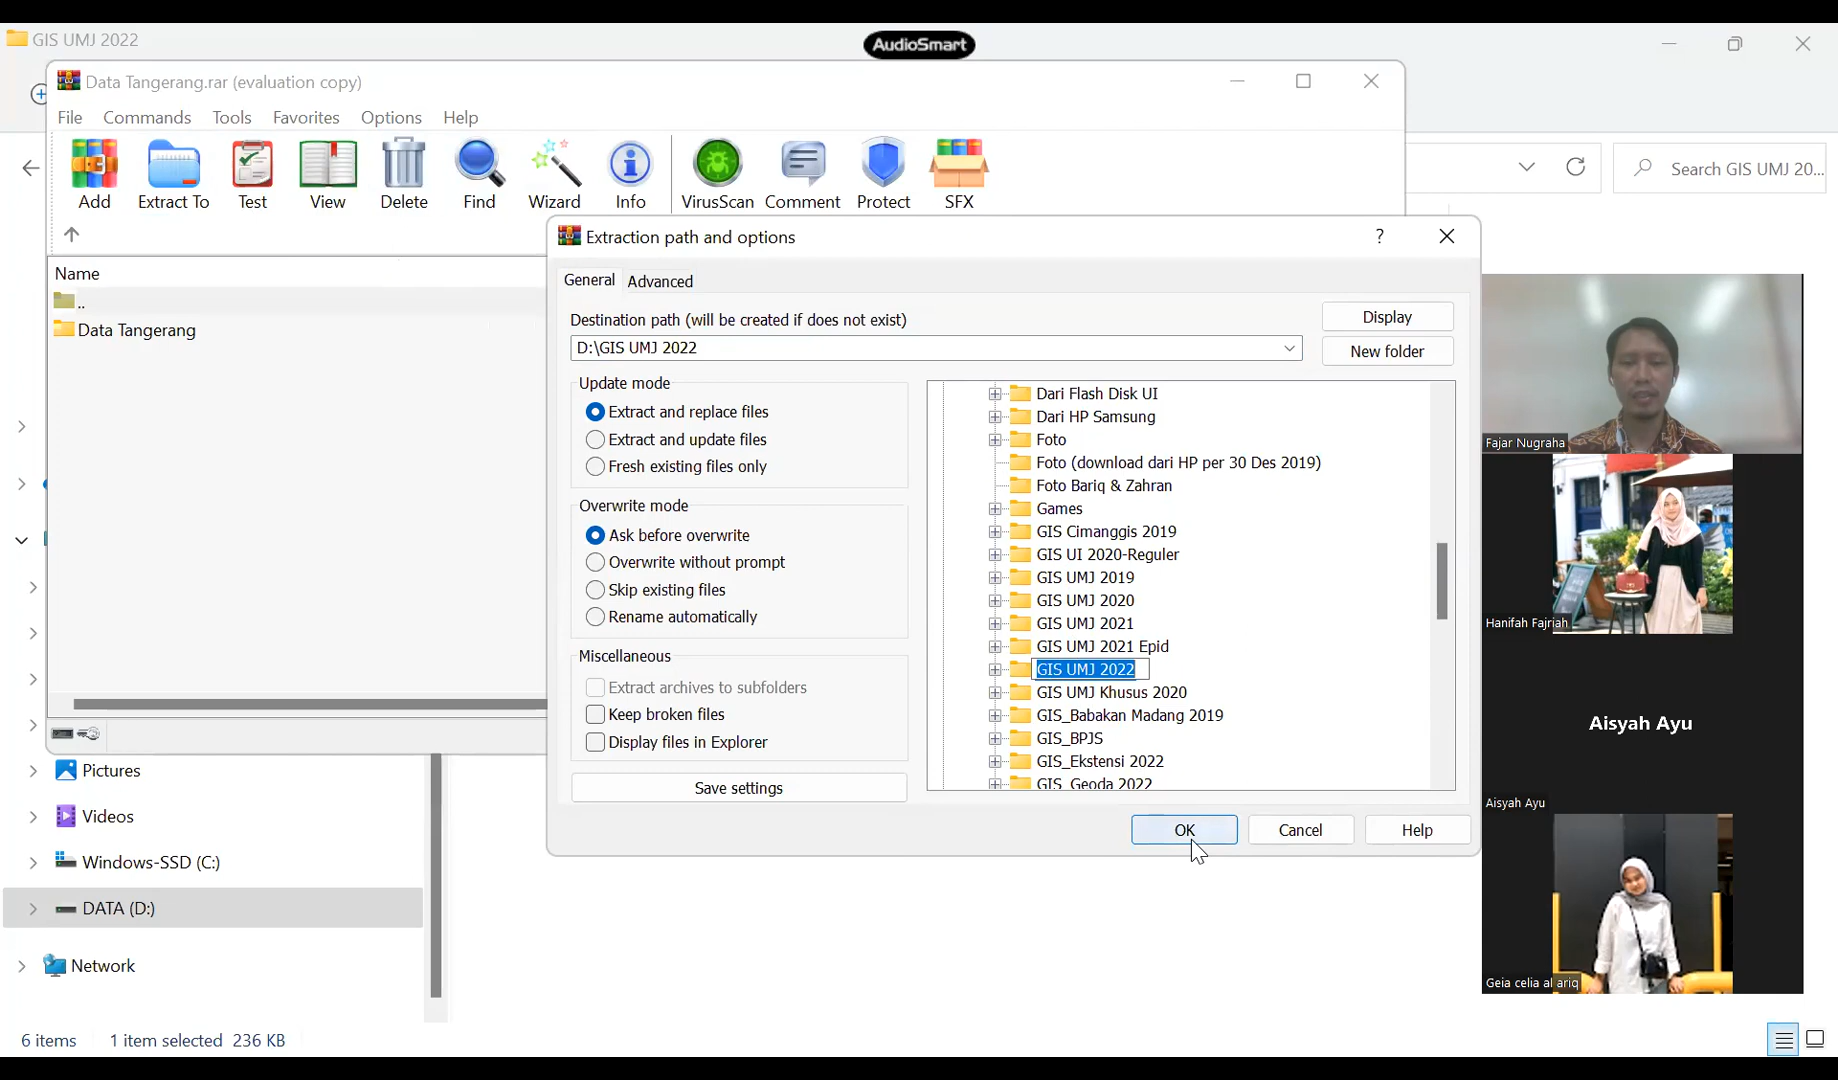 GIS UMJ 2022
AudioSmart
Data Tangerang.rar (evaluation copy)
File Commands Tools Favorites Options Help
Add Extract To Test View Delete Find Wizard Info VirusScan Comment Protect SFX
Search GIS UMJ 20...
Name
..
Data Tangerang
Extraction path and options
?
General Advanced
Destination path (will be created if does not exist)
Display
D:\GIS UMJ 2022
New folder
Update mode
Extract and replace files
Extract and update files
Fresh existing files only
Overwrite mode
Ask before overwrite
Overwrite without prompt
Skip existing files
Rename automatically
Miscellaneous
Extract archives to subfolders
Keep broken files
Display files in Explorer
Save settings
Dari Flash Disk UI
Dari HP Samsung
Foto
Foto (download dari HP per 30 Des 2019)
Foto Bariq & Zahran
Games
GIS Cimanggis 2019
GIS UI 2020-Reguler
GIS UMJ 2019
GIS UMJ 2020
GIS UMJ 2021
GIS UMJ 2021 Epid
GIS UMJ 2022
GIS UMJ Khusus 2020
GIS_Babakan Madang 2019
GIS_BPJS
GIS_Ekstensi 2022
GIS_Geoda 2022
OK Cancel Help
Fajar Nugraha
Hanifah Fajriah
Aisyah Ayu
Aisyah Ayu
Geia celia al ariq
Pictures
Videos
Windows-SSD (C:)
DATA (D:)
Network
6 items 1 item selected 236 KB